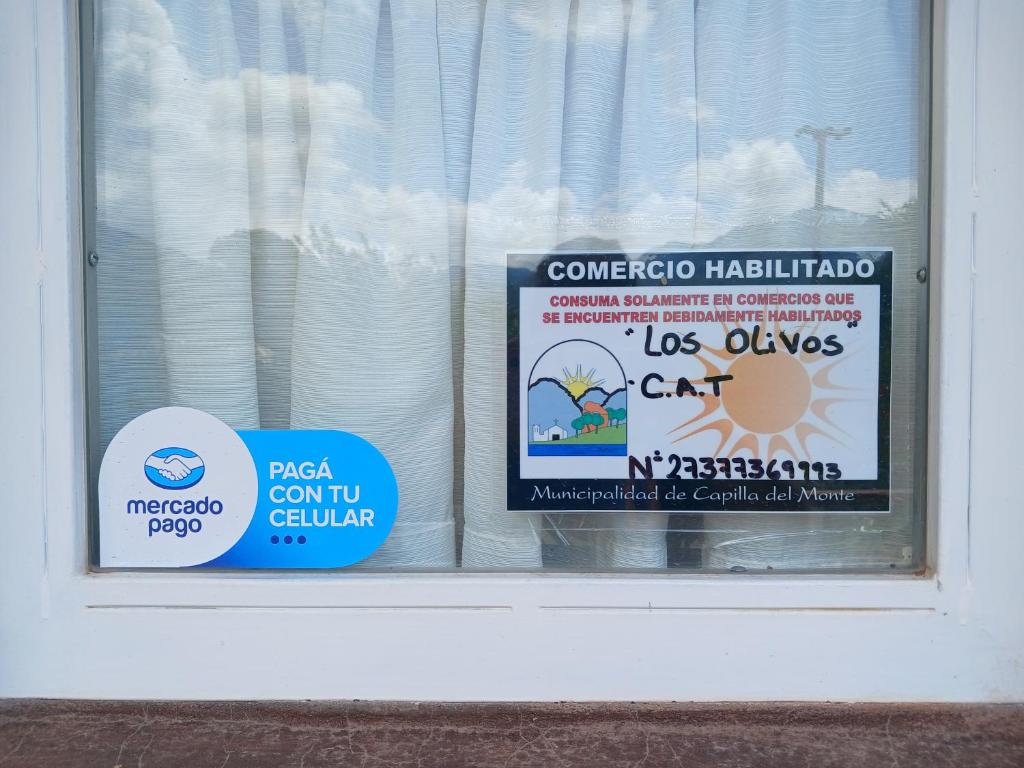 COMERCIO HABILITADO
CONSUMA SOLAMENTE EN COMERCIOS QUE
SE ENCUENTREN DEBIDAMENTE HABILITADOS
"LOS OLiVOS"
C.A.T
N° 27377369993
Municipalidad de Capilla del Monte
mercado
pago
PAGÁ
CON TU
CELULAR